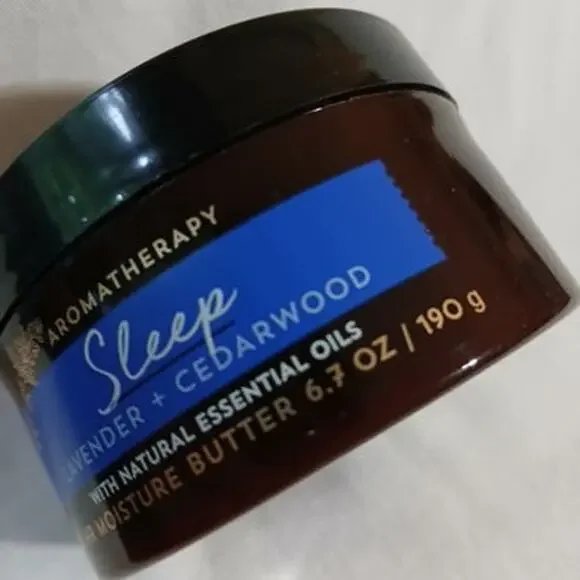 AROMATHERAPY
Sleep
LAVENDER + CEDARWOOD
WITH NATURAL ESSENTIAL OILS
MOISTURE BUTTER 6.7 OZ | 190 g